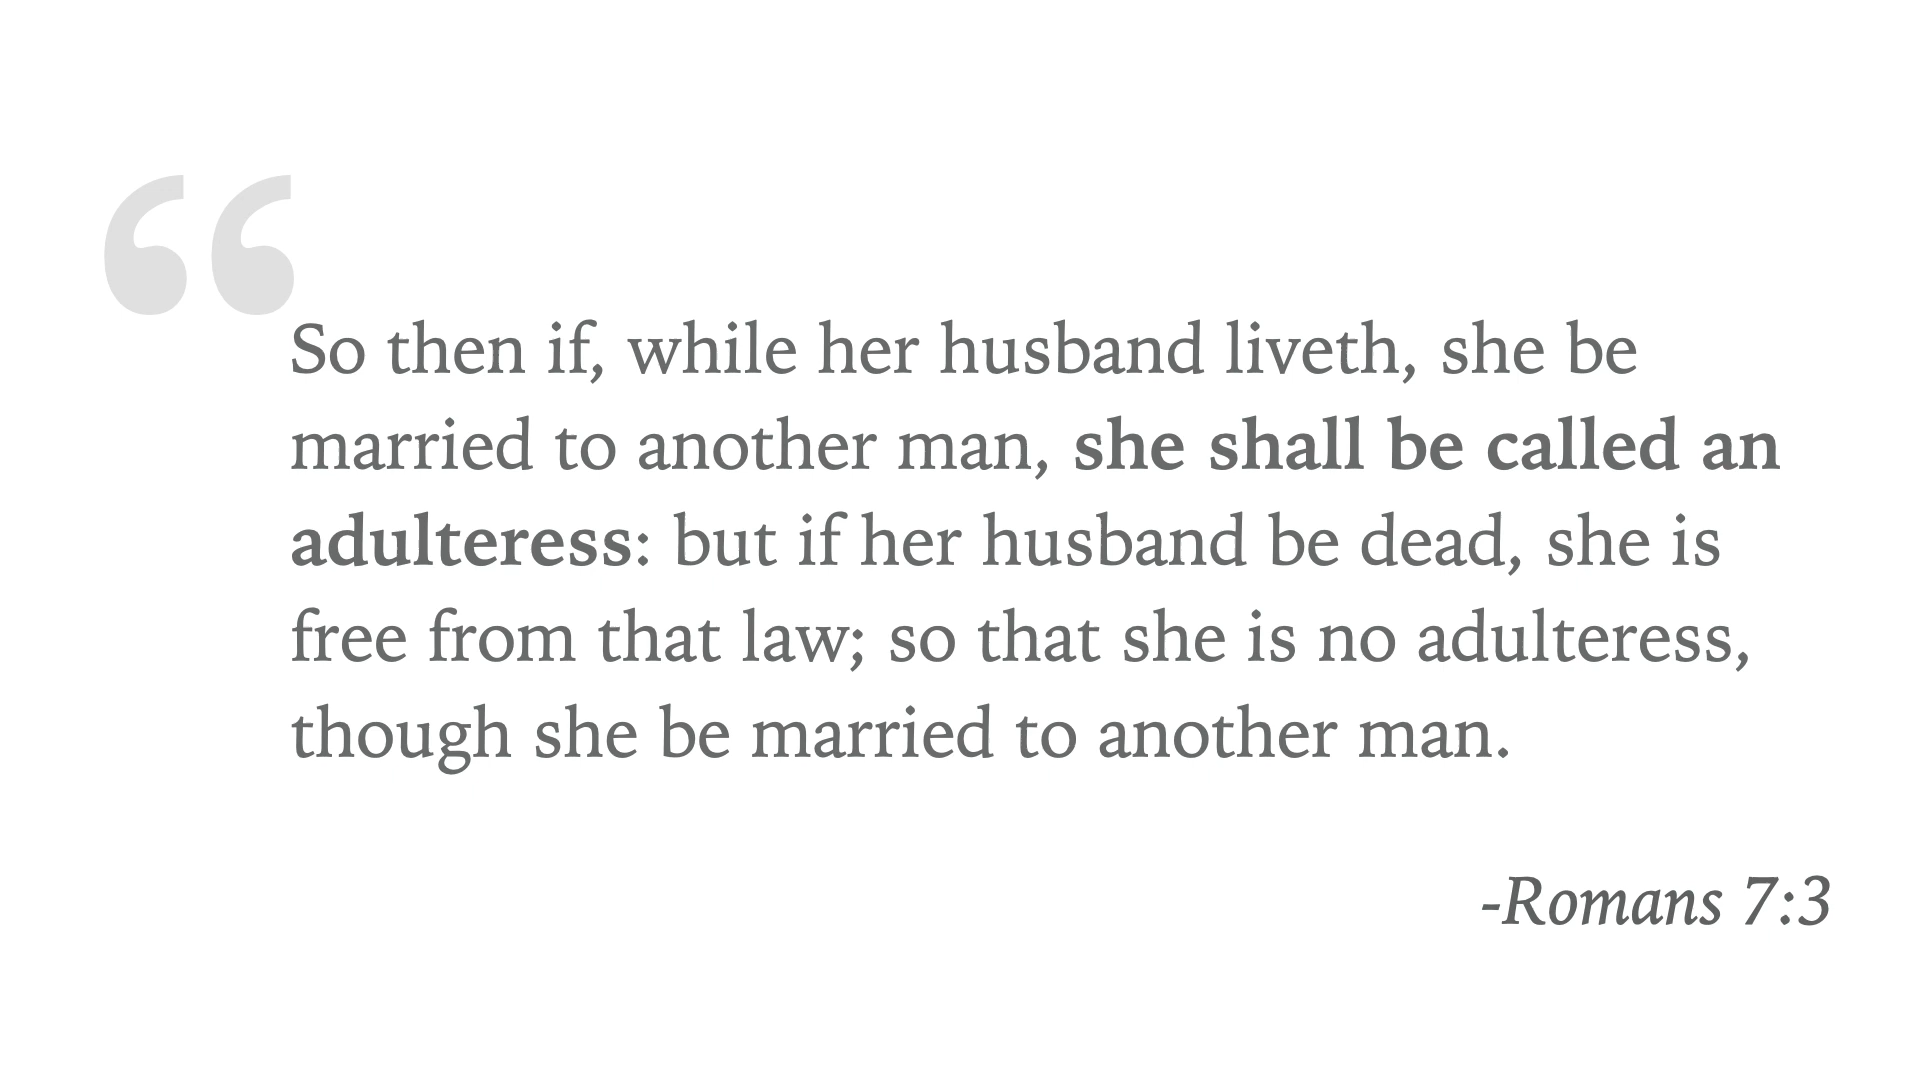 “
So then if, while her husband liveth, she be
married to another man, she shall be called an
adulteress: but if her husband be dead, she is
free from that law; so that she is no adulteress,
though she be married to another man.
-Romans 7:3